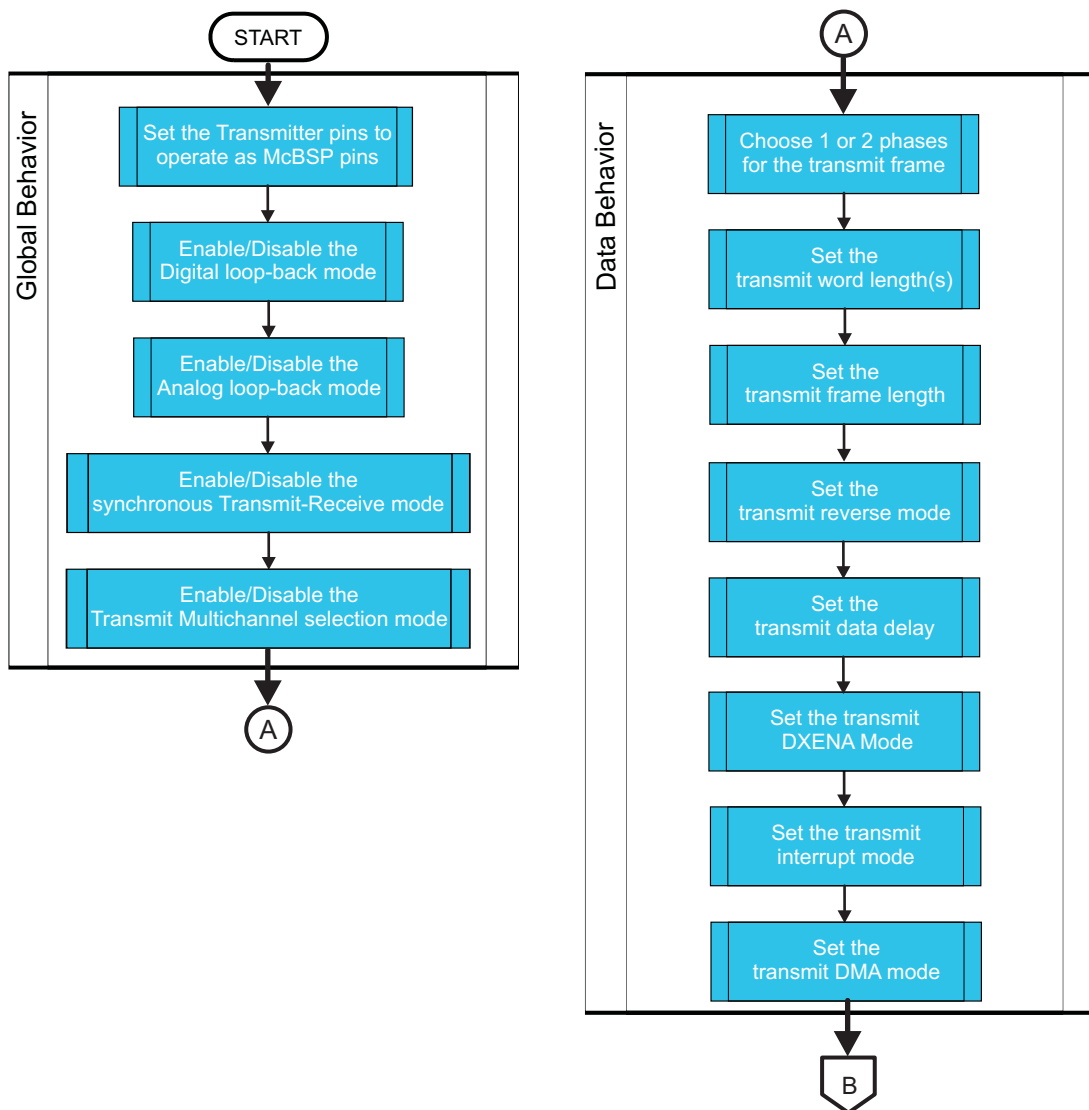 START
Global Behavior
Set the Transmitter pins to
operate as McBSP pins
Enable/Disable the
Digital loop-back mode
Enable/Disable the
Analog loop-back mode
Enable/Disable the
synchronous Transmit-Receive mode
Enable/Disable the
Transmit Multichannel selection mode
A
A
Data Behavior
Choose 1 or 2 phases
for the transmit frame
Set the
transmit word length(s)
Set the
transmit frame length
Set the
transmit reverse mode
Set the
transmit data delay
Set the transmit
DXENA Mode
Set the transmit
interrupt mode
Set the
transmit DMA mode
B